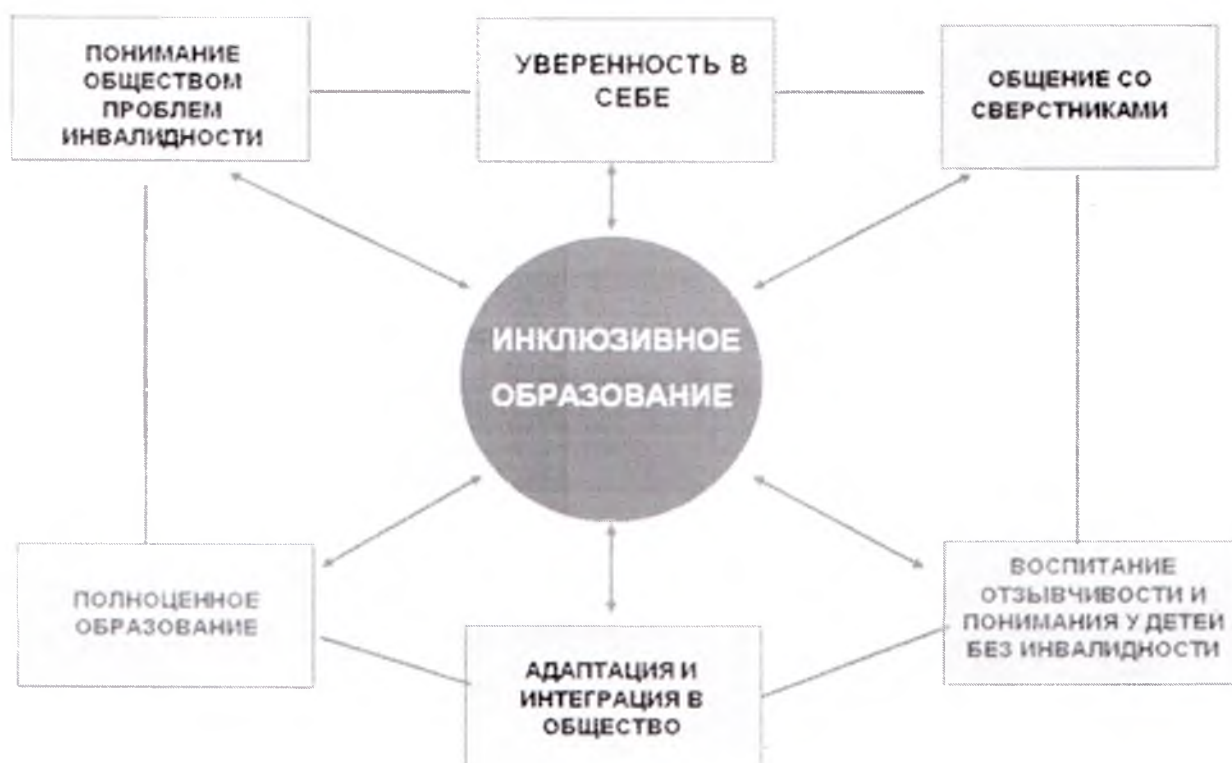 ПОНИМАНИЕ
ОБЩЕСТВОМ
ПРОБЛЕМ
ИНВАЛИДНОСТИ
УВЕРЕННОСТЬ В
СЕБЕ
ОБЩЕНИЕ СО
СВЕРСТНИКАМИ
ИНКЛЮЗИВНОЕ
ОБРАЗОВАНИЕ
ПОЛНОЦЕННОЕ
ОБРАЗОВАНИЕ
АДАПТАЦИЯ И
ИНТЕГРАЦИЯ В
ОБЩЕСТВО
ВОСПИТАНИЕ
ОТЗЫВЧИВОСТИ И
ПОНИМАНИЯ У ДЕТЕЙ
БЕЗ ИНВАЛИДНОСТИ